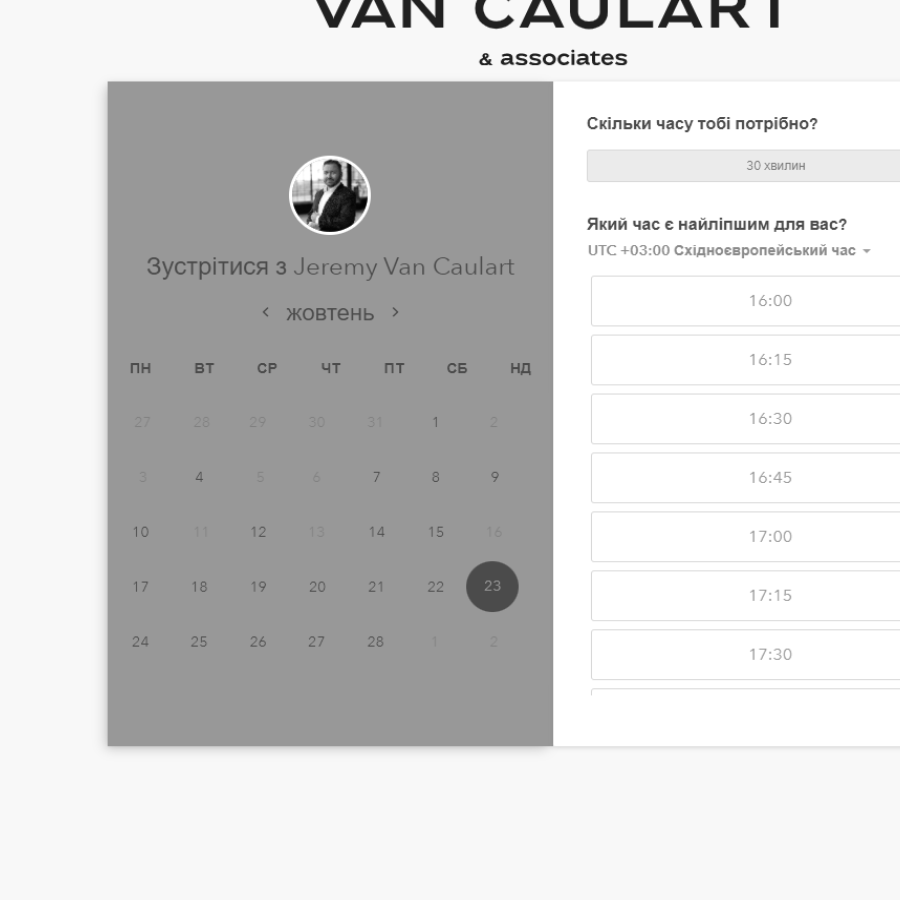 VAN CAULART
& associates
Зустрітися з Jeremy Van Caulart
жовтень
ПН ВТ СР ЧТ ПТ СБ НД
27 28 29 30 31 1 2
3 4 5 6 7 8 9
10 11 12 13 14 15 16
17 18 19 20 21 22 23
24 25 26 27 28 1 2
Скільки часу тобі потрібно?
30 хвилин
Який час є найліпшим для вас?
UTC +03:00 Східноєвропейський час
16:00
16:15
16:30
16:45
17:00
17:15
17:30